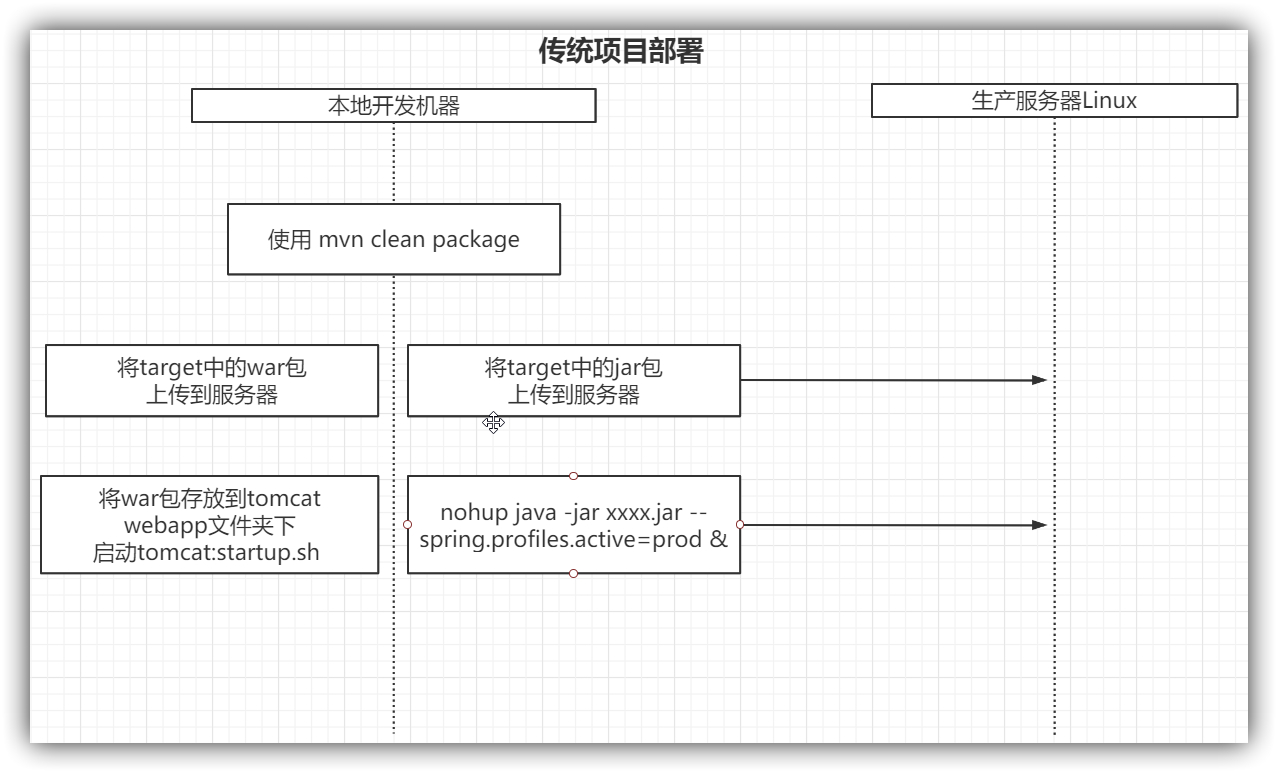 传统项目部署
本地开发机器
生产服务器Linux
使用 mvn clean package
将target中的war包
上传到服务器
将target中的jar包
上传到服务器
将war包存放到tomcat
webapp文件夹下
启动tomcat:startup.sh
nohup java -jar xxxx.jar --
spring.profiles.active=prod &